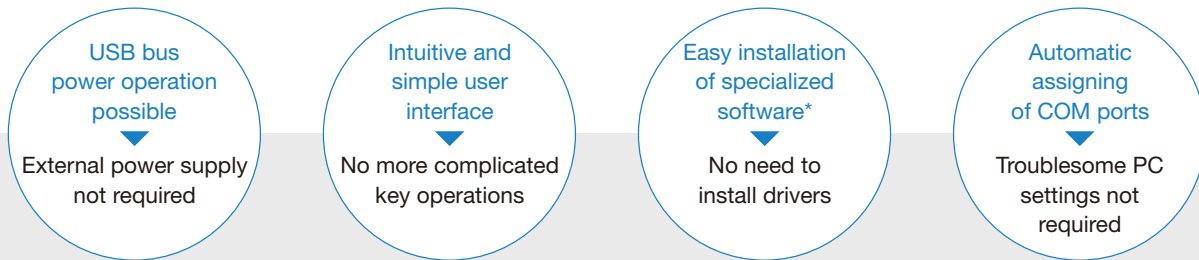 USB bus
power operation
possible
External power supply
not required
Intuitive and
simple user
interface
No more complicated
key operations
Easy installation
of specialized
software*
No need to
install drivers
Automatic
assigning
of COM ports
Troublesome PC
settings not
required